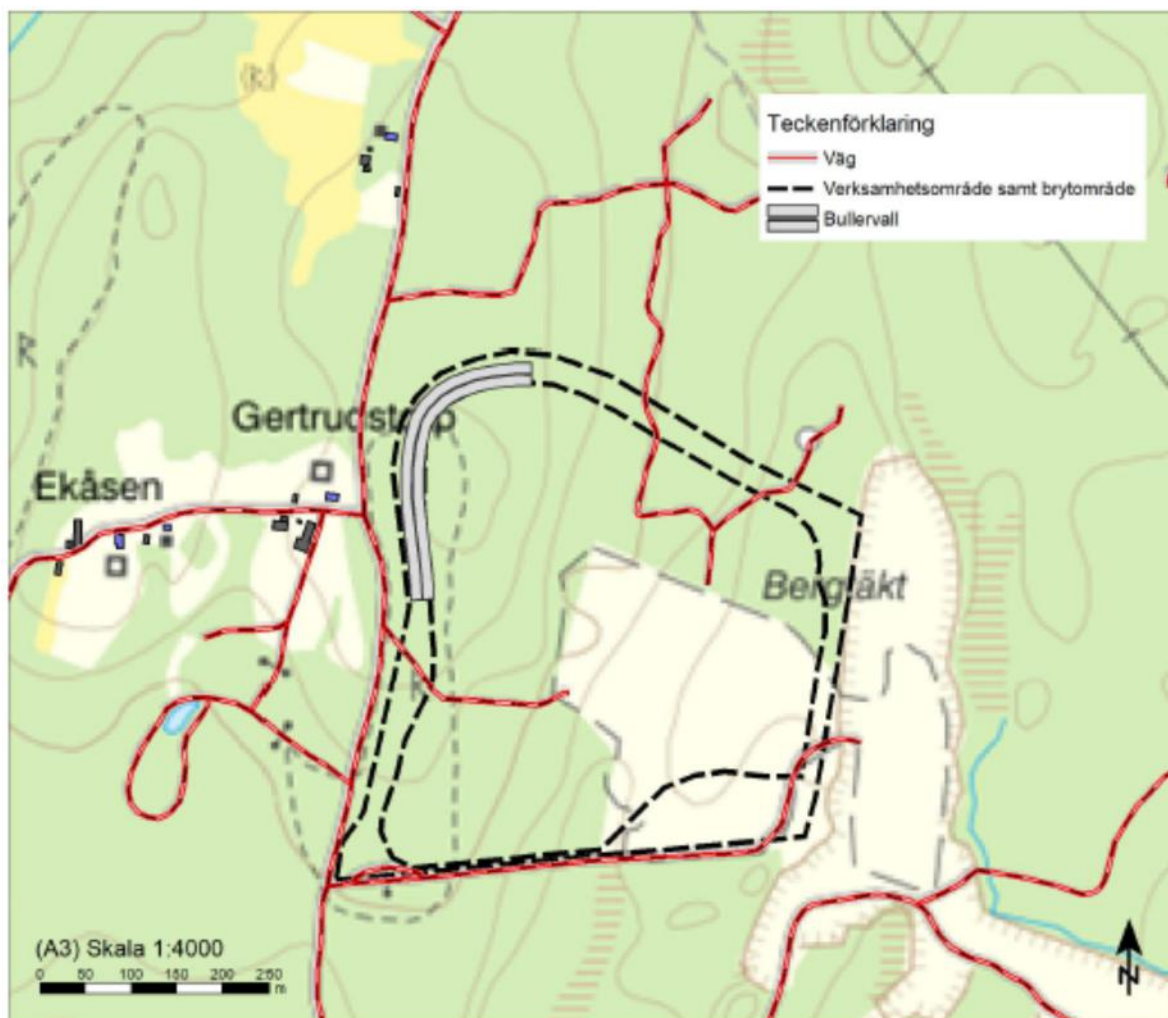 Teckenförklaring
Väg
Verksamhetsområde samt brytområde
Bullervall
Gertrudstorp
Ekåsen
Bergtäkt
(A3) Skala 1:4000
0 50 100 150 200 250
m
N